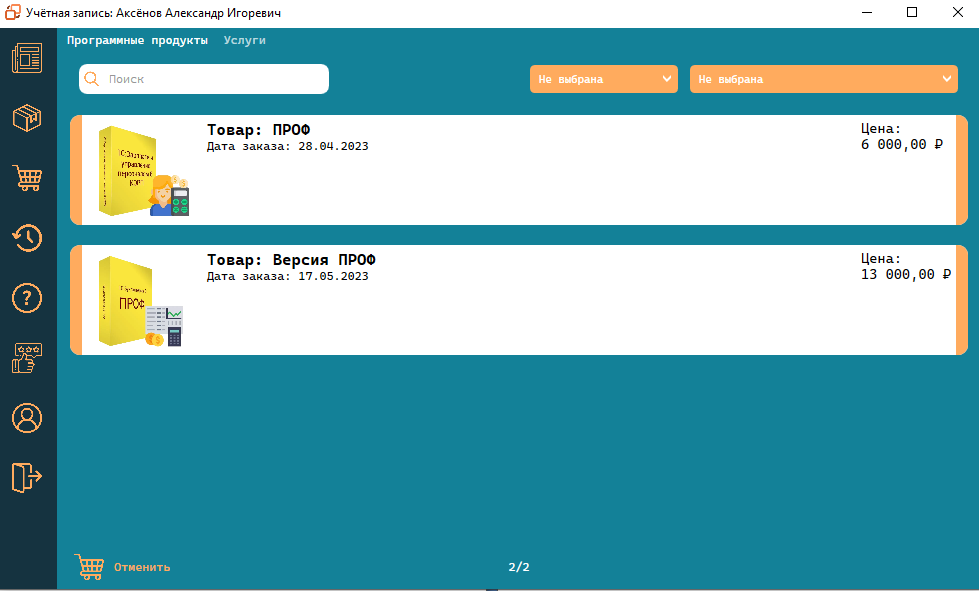 Учётная запись: Аксёнов Александр Игоревич
Программные продукты Услуги
Поиск
Не выбрана
Не выбрана
Товар: ПРОФ
Дата заказа: 28.04.2023
Цена:
6 000,00 ₽
Товар: Версия ПРОФ
Дата заказа: 17.05.2023
Цена:
13 000,00 ₽
ПРОФ
Отменить
2/2